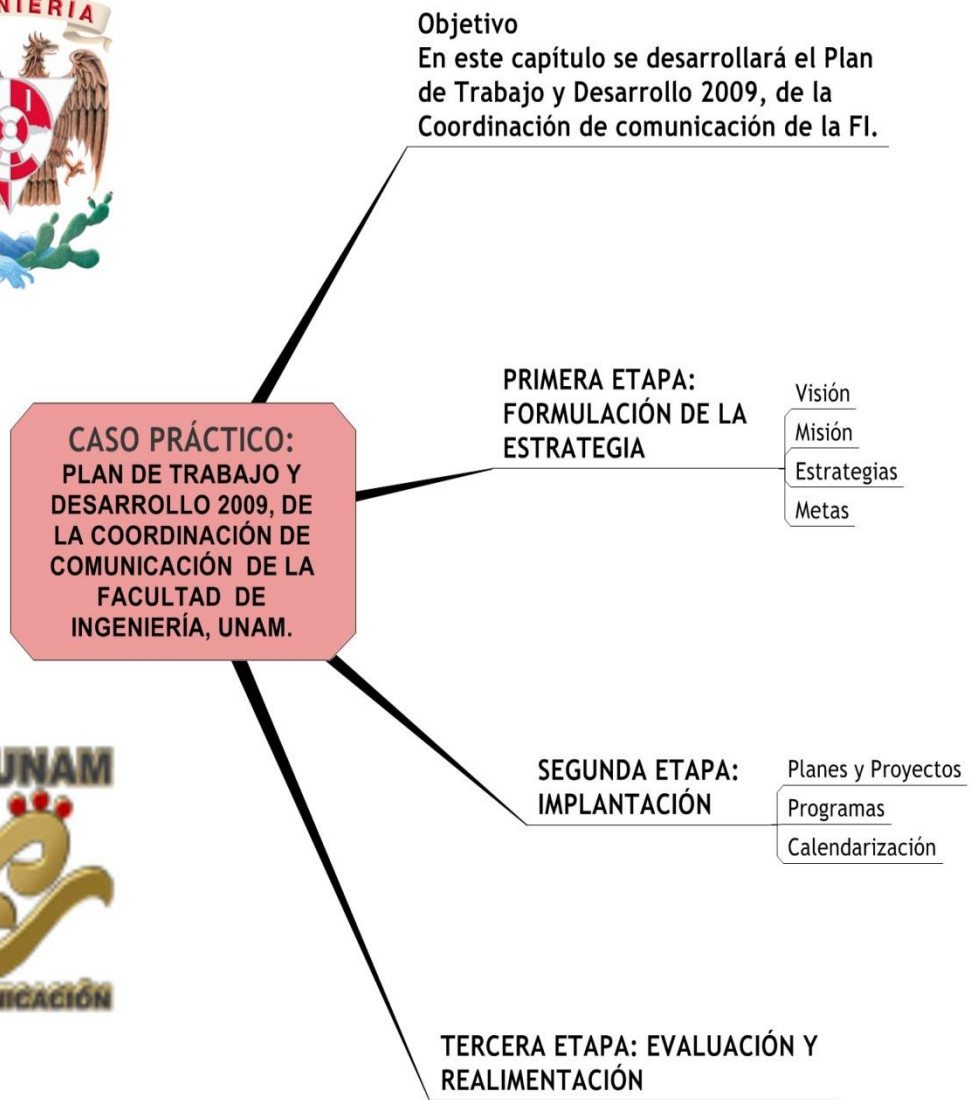 Objetivo
En este capítulo se desarrollará el Plan
de Trabajo y Desarrollo 2009, de la
Coordinación de comunicación de la FI.
CASO PRÁCTICO:
PLAN DE TRABAJO Y
DESARROLLO 2009, DE
LA COORDINACIÓN DE
COMUNICACIÓN DE LA
FACULTAD DE
INGENIERÍA, UNAM.
PRIMERA ETAPA:
FORMULACIÓN DE LA
ESTRATEGIA
Visión
Misión
Estrategias
Metas
SEGUNDA ETAPA:
IMPLANTACIÓN
Planes y Proyectos
Programas
Calendarización
TERCERA ETAPA: EVALUACIÓN Y
REALIMENTACIÓN
UNAM